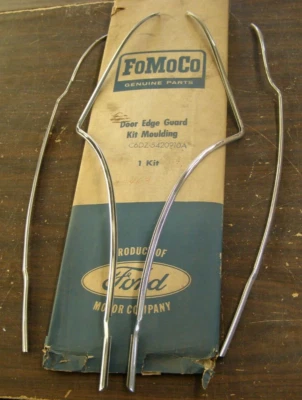 FoMoCo
GENUINE PARTS
Door Edge Guard
Kit Moulding
1 Kit
PRODUCT OF
Ford
MOTOR COMPANY